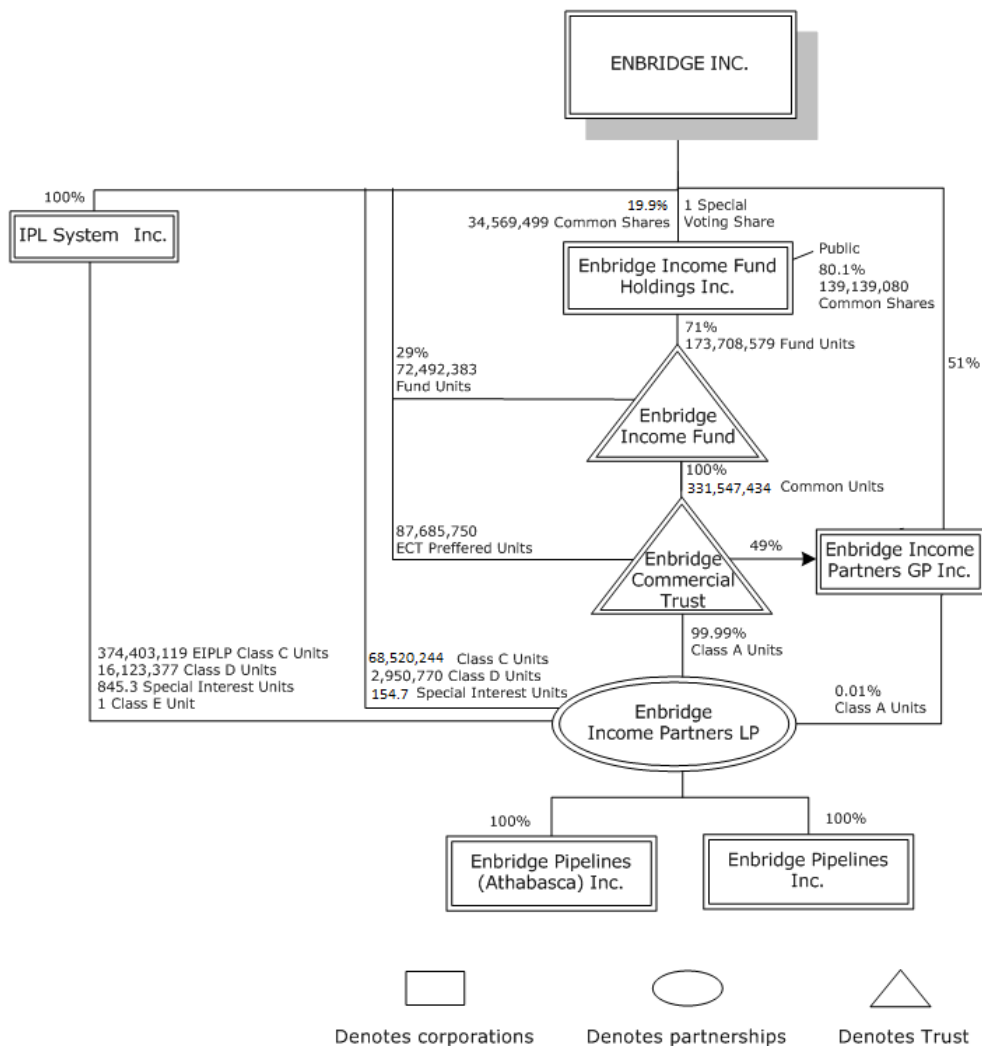 ENBRIDGE INC.
100%
IPL System Inc.
19.9%
34,569,499 Common Shares
1 Special
Voting Share
Enbridge Income Fund
Holdings Inc.
Public
80.1%
139,139,080
Common Shares
71%
173,708,579 Fund Units
29%
72,492,383
Fund Units
51%
Enbridge
Income Fund
100%
331,547,434 Common Units
87,685,750
ECT Preffered Units
Enbridge
Commercial
Trust
49%
Enbridge Income
Partners GP Inc.
374,403,119 EIPLP Class C Units
16,123,377 Class D Units
845.3 Special Interest Units
1 Class E Unit
68,520,244 Class C Units
2,950,770 Class D Units
154.7 Special Interest Units
99.99%
Class A Units
0.01%
Class A Units
Enbridge
Income Partners LP
100%
100%
Enbridge Pipelines
(Athabasca) Inc.
Enbridge Pipelines
Inc.
Denotes corporations
Denotes partnerships
Denotes Trust